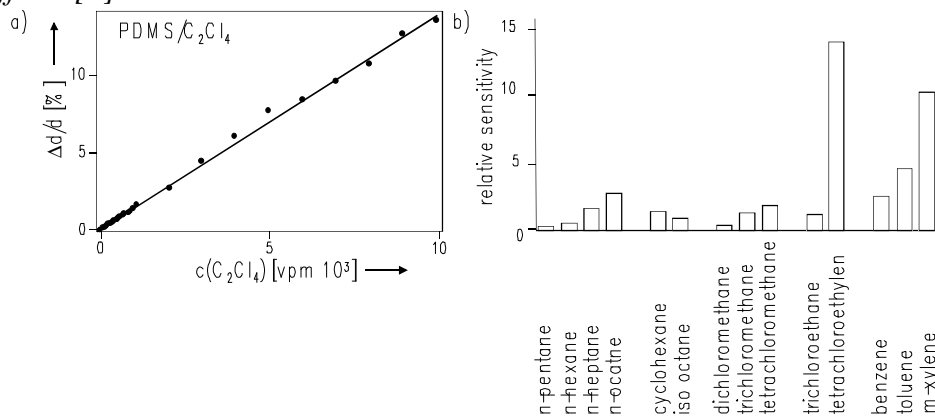 a)
PDMS/C₂Cl₄
Δd/d [%]
10
5
0
0
5
10
c(C₂Cl₄) [vpm 10³]
b)
relative sensitivity
15
10
5
0
n-pentane
n-hexane
n-heptane
n-ocatne
cyclohexane
iso octane
dichloromethane
trichloromethane
tetrachloromethane
trichloroethane
tetrachloroethylen
benzene
toluene
m-xylene